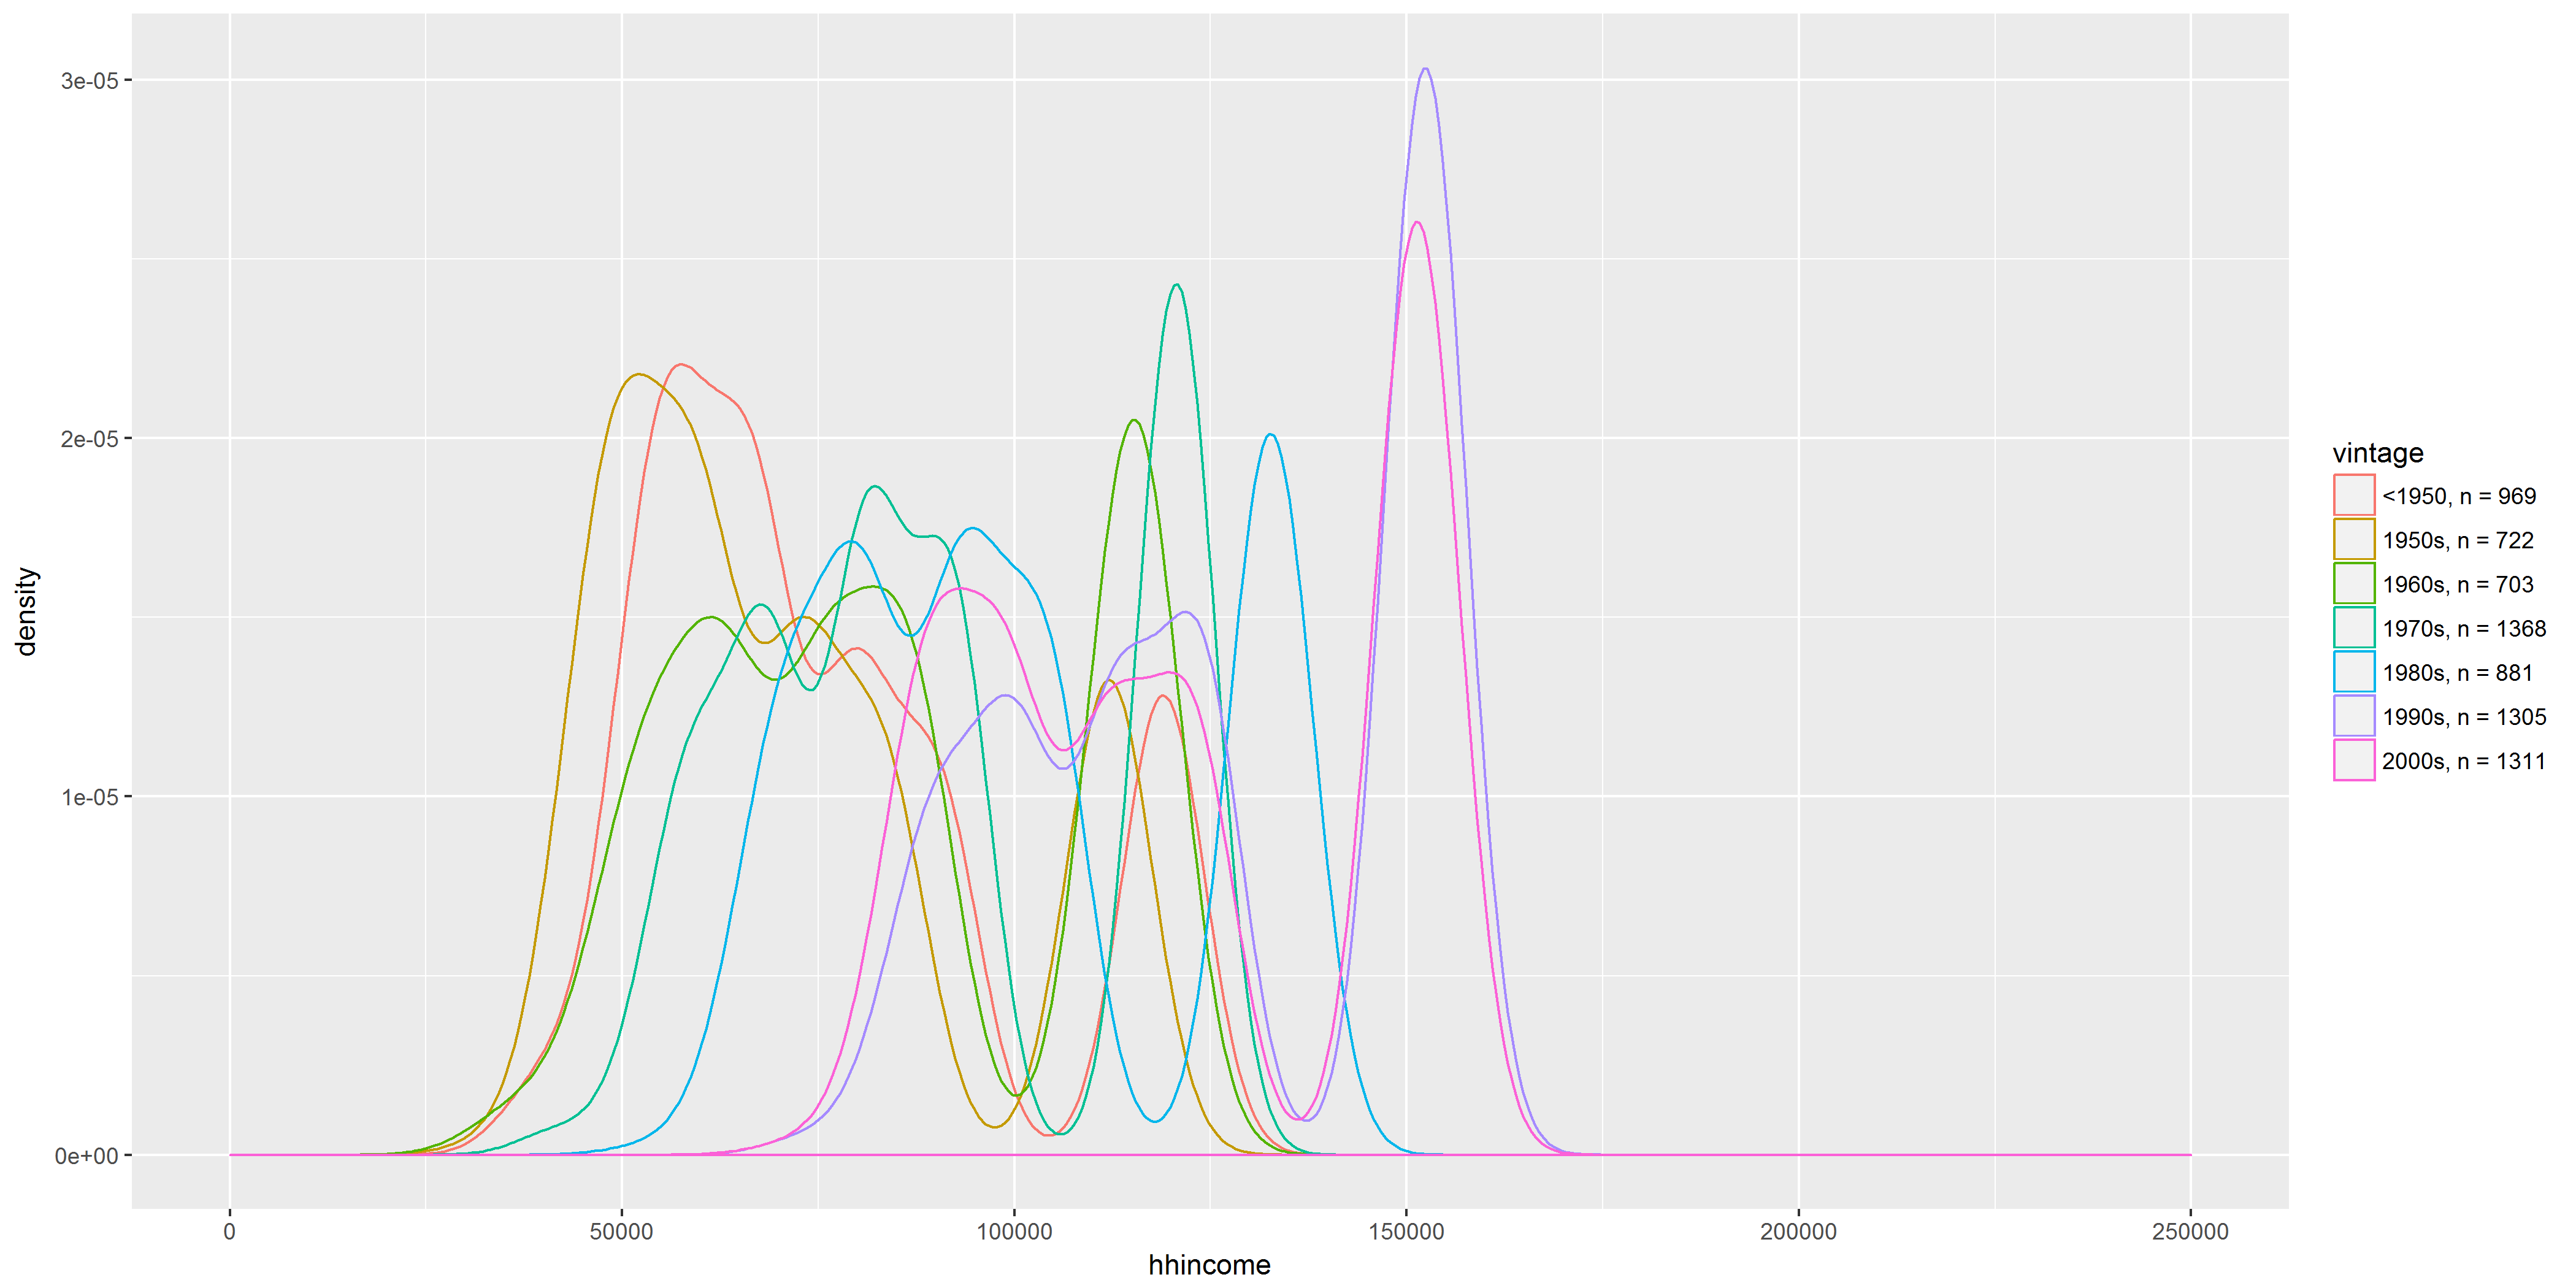 3e-05
2e-05
1e-05
0e+00
density
0
50000
100000
150000
200000
250000
hhincome
vintage
<1950, n = 969
1950s, n = 722
1960s, n = 703
1970s, n = 1368
1980s, n = 881
1990s, n = 1305
2000s, n = 1311